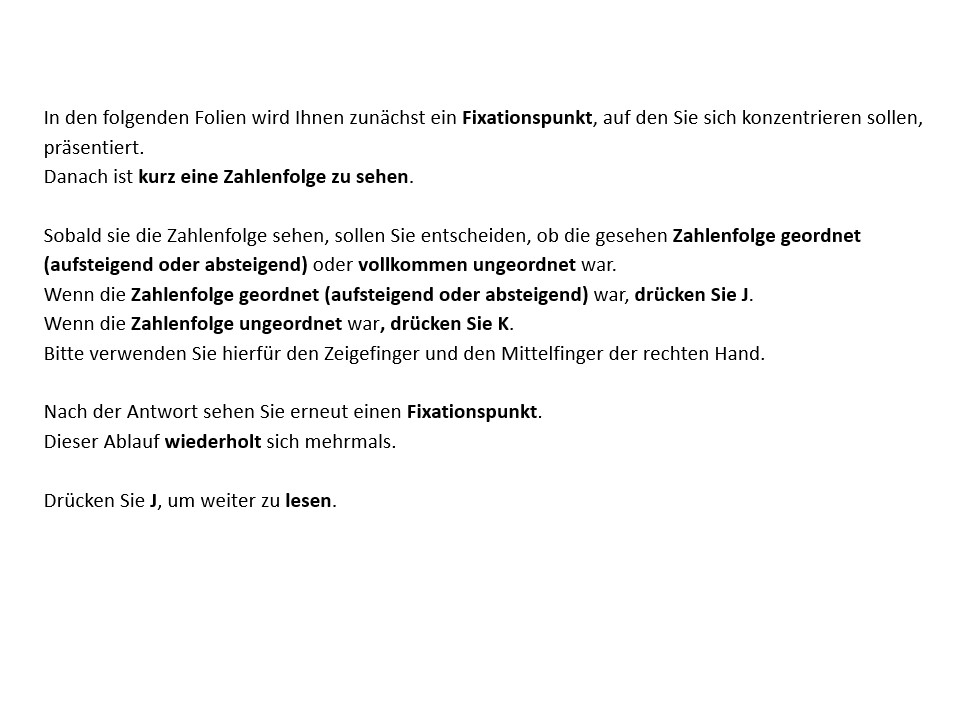 In den folgenden Folien wird Ihnen zunächst ein Fixationspunkt, auf den Sie sich konzentrieren sollen,
präsentiert.
Danach ist kurz eine Zahlenfolge zu sehen.
Sobald sie die Zahlenfolge sehen, sollen Sie entscheiden, ob die gesehen Zahlenfolge geordnet
(aufsteigend oder absteigend) oder vollkommen ungeordnet war.
Wenn die Zahlenfolge geordnet (aufsteigend oder absteigend) war, drücken Sie J.
Wenn die Zahlenfolge ungeordnet war, drücken Sie K.
Bitte verwenden Sie hierfür den Zeigefinger und den Mittelfinger der rechten Hand.
Nach der Antwort sehen Sie erneut einen Fixationspunkt.
Dieser Ablauf wiederholt sich mehrmals.
Drücken Sie J, um weiter zu lesen.